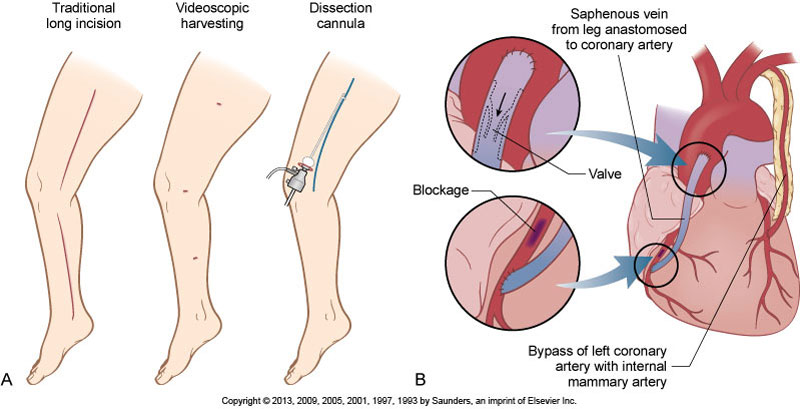 Traditional
long incision
Videoscopic
harvesting
Dissection
cannula
A
Saphenous vein
from leg anastomosed
to coronary artery
Valve
Blockage
Bypass of left coronary
artery with internal
mammary artery
B
Copyright © 2013, 2009, 2005, 2001, 1997, 1993 by Saunders, an imprint of Elsevier Inc.